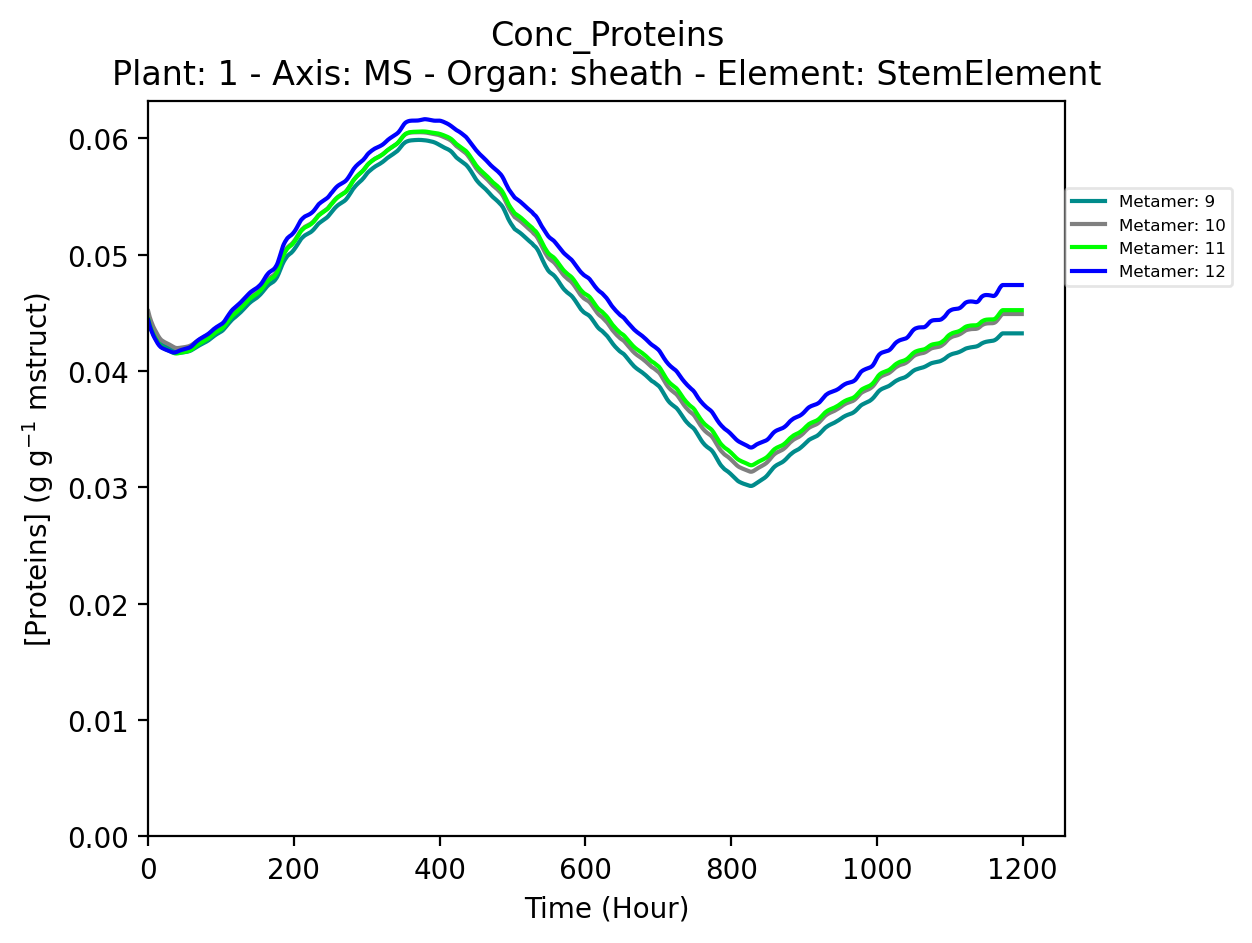 Conc_Proteins
Plant: 1 - Axis: MS - Organ: sheath - Element: StemElement
[Proteins] (g g⁻¹ mstruct)
0.06
0.05
0.04
0.03
0.02
0.01
0.00
0 200 400 600 800 1000 1200
Time (Hour)
Metamer: 9
Metamer: 10
Metamer: 11
Metamer: 12